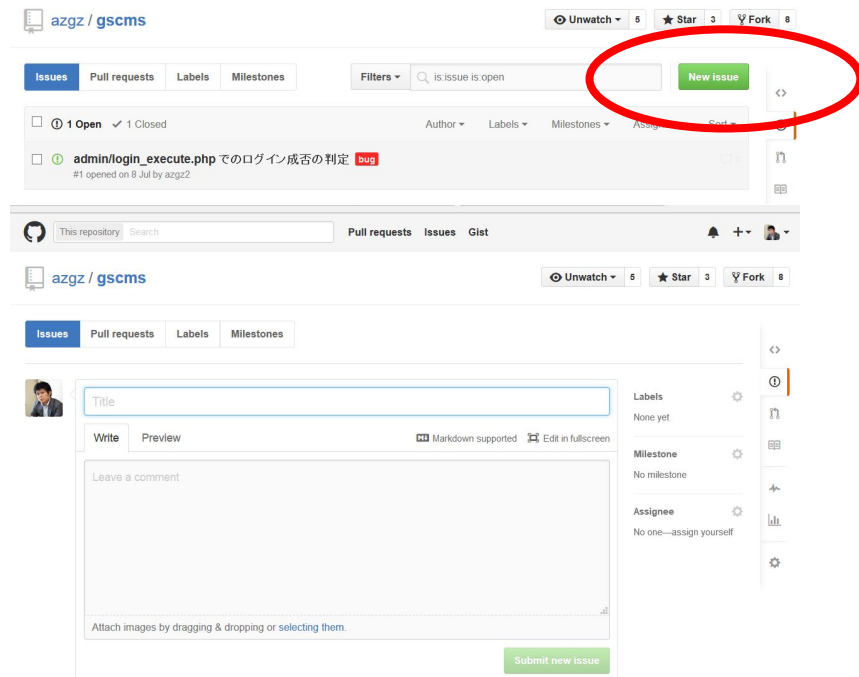 azgz / gscms
Unwatch 5 Star 3 Fork 8
Issues Pull requests Labels Milestones Filters is:issue is:open New issue
1 Open 1 Closed Author Labels Milestones Sort
admin/login_execute.php でのログイン成否の判定 bug
#1 opened on 8 Jul by azgz2
This repository Search Pull requests Issues Gist
azgz / gscms
Unwatch 5 Star 3 Fork 8
Issues Pull requests Labels Milestones
Title
Labels
None yet
Write Preview Markdown supported Edit in fullscreen
Milestone
No milestone
Leave a comment
Assignee
No one—assign yourself
Attach images by dragging & dropping or selecting them.
Submit new issue